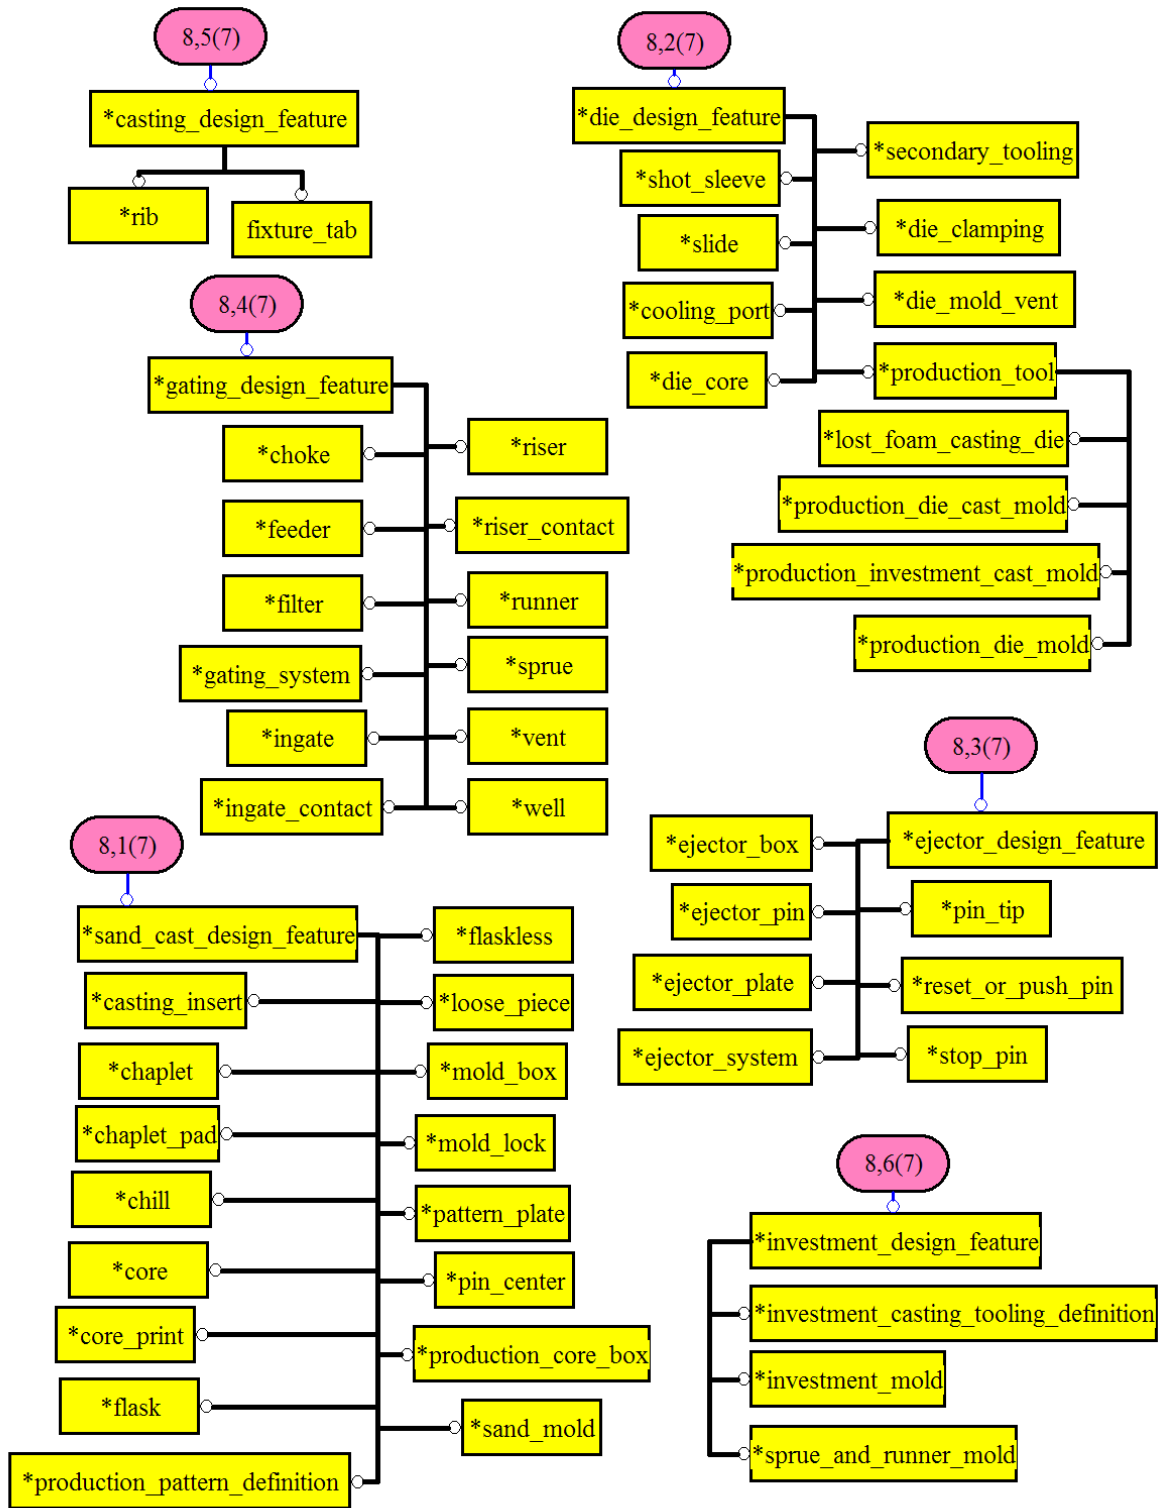 8,5(7)
*casting_design_feature
*rib
fixture_tab
8,4(7)
*gating_design_feature
*choke
*riser
*feeder
*riser_contact
*filter
*runner
*gating_system
*sprue
*ingate
*vent
*ingate_contact
*well
8,1(7)
*sand_cast_design_feature
*flaskless
*casting_insert
*loose_piece
*chaplet
*mold_box
*chaplet_pad
*mold_lock
*chill
*pattern_plate
*core
*pin_center
*core_print
*production_core_box
*flask
*sand_mold
*production_pattern_definition
8,2(7)
*die_design_feature
*secondary_tooling
*shot_sleeve
*slide
*die_clamping
*cooling_port
*die_mold_vent
*die_core
*production_tool
*lost_foam_casting_die
*production_die_cast_mold
*production_investment_cast_mold
*production_die_mold
8,3(7)
*ejector_box
*ejector_design_feature
*ejector_pin
*pin_tip
*ejector_plate
*reset_or_push_pin
*ejector_system
*stop_pin
8,6(7)
*investment_design_feature
*investment_casting_tooling_definition
*investment_mold
*sprue_and_runner_mold